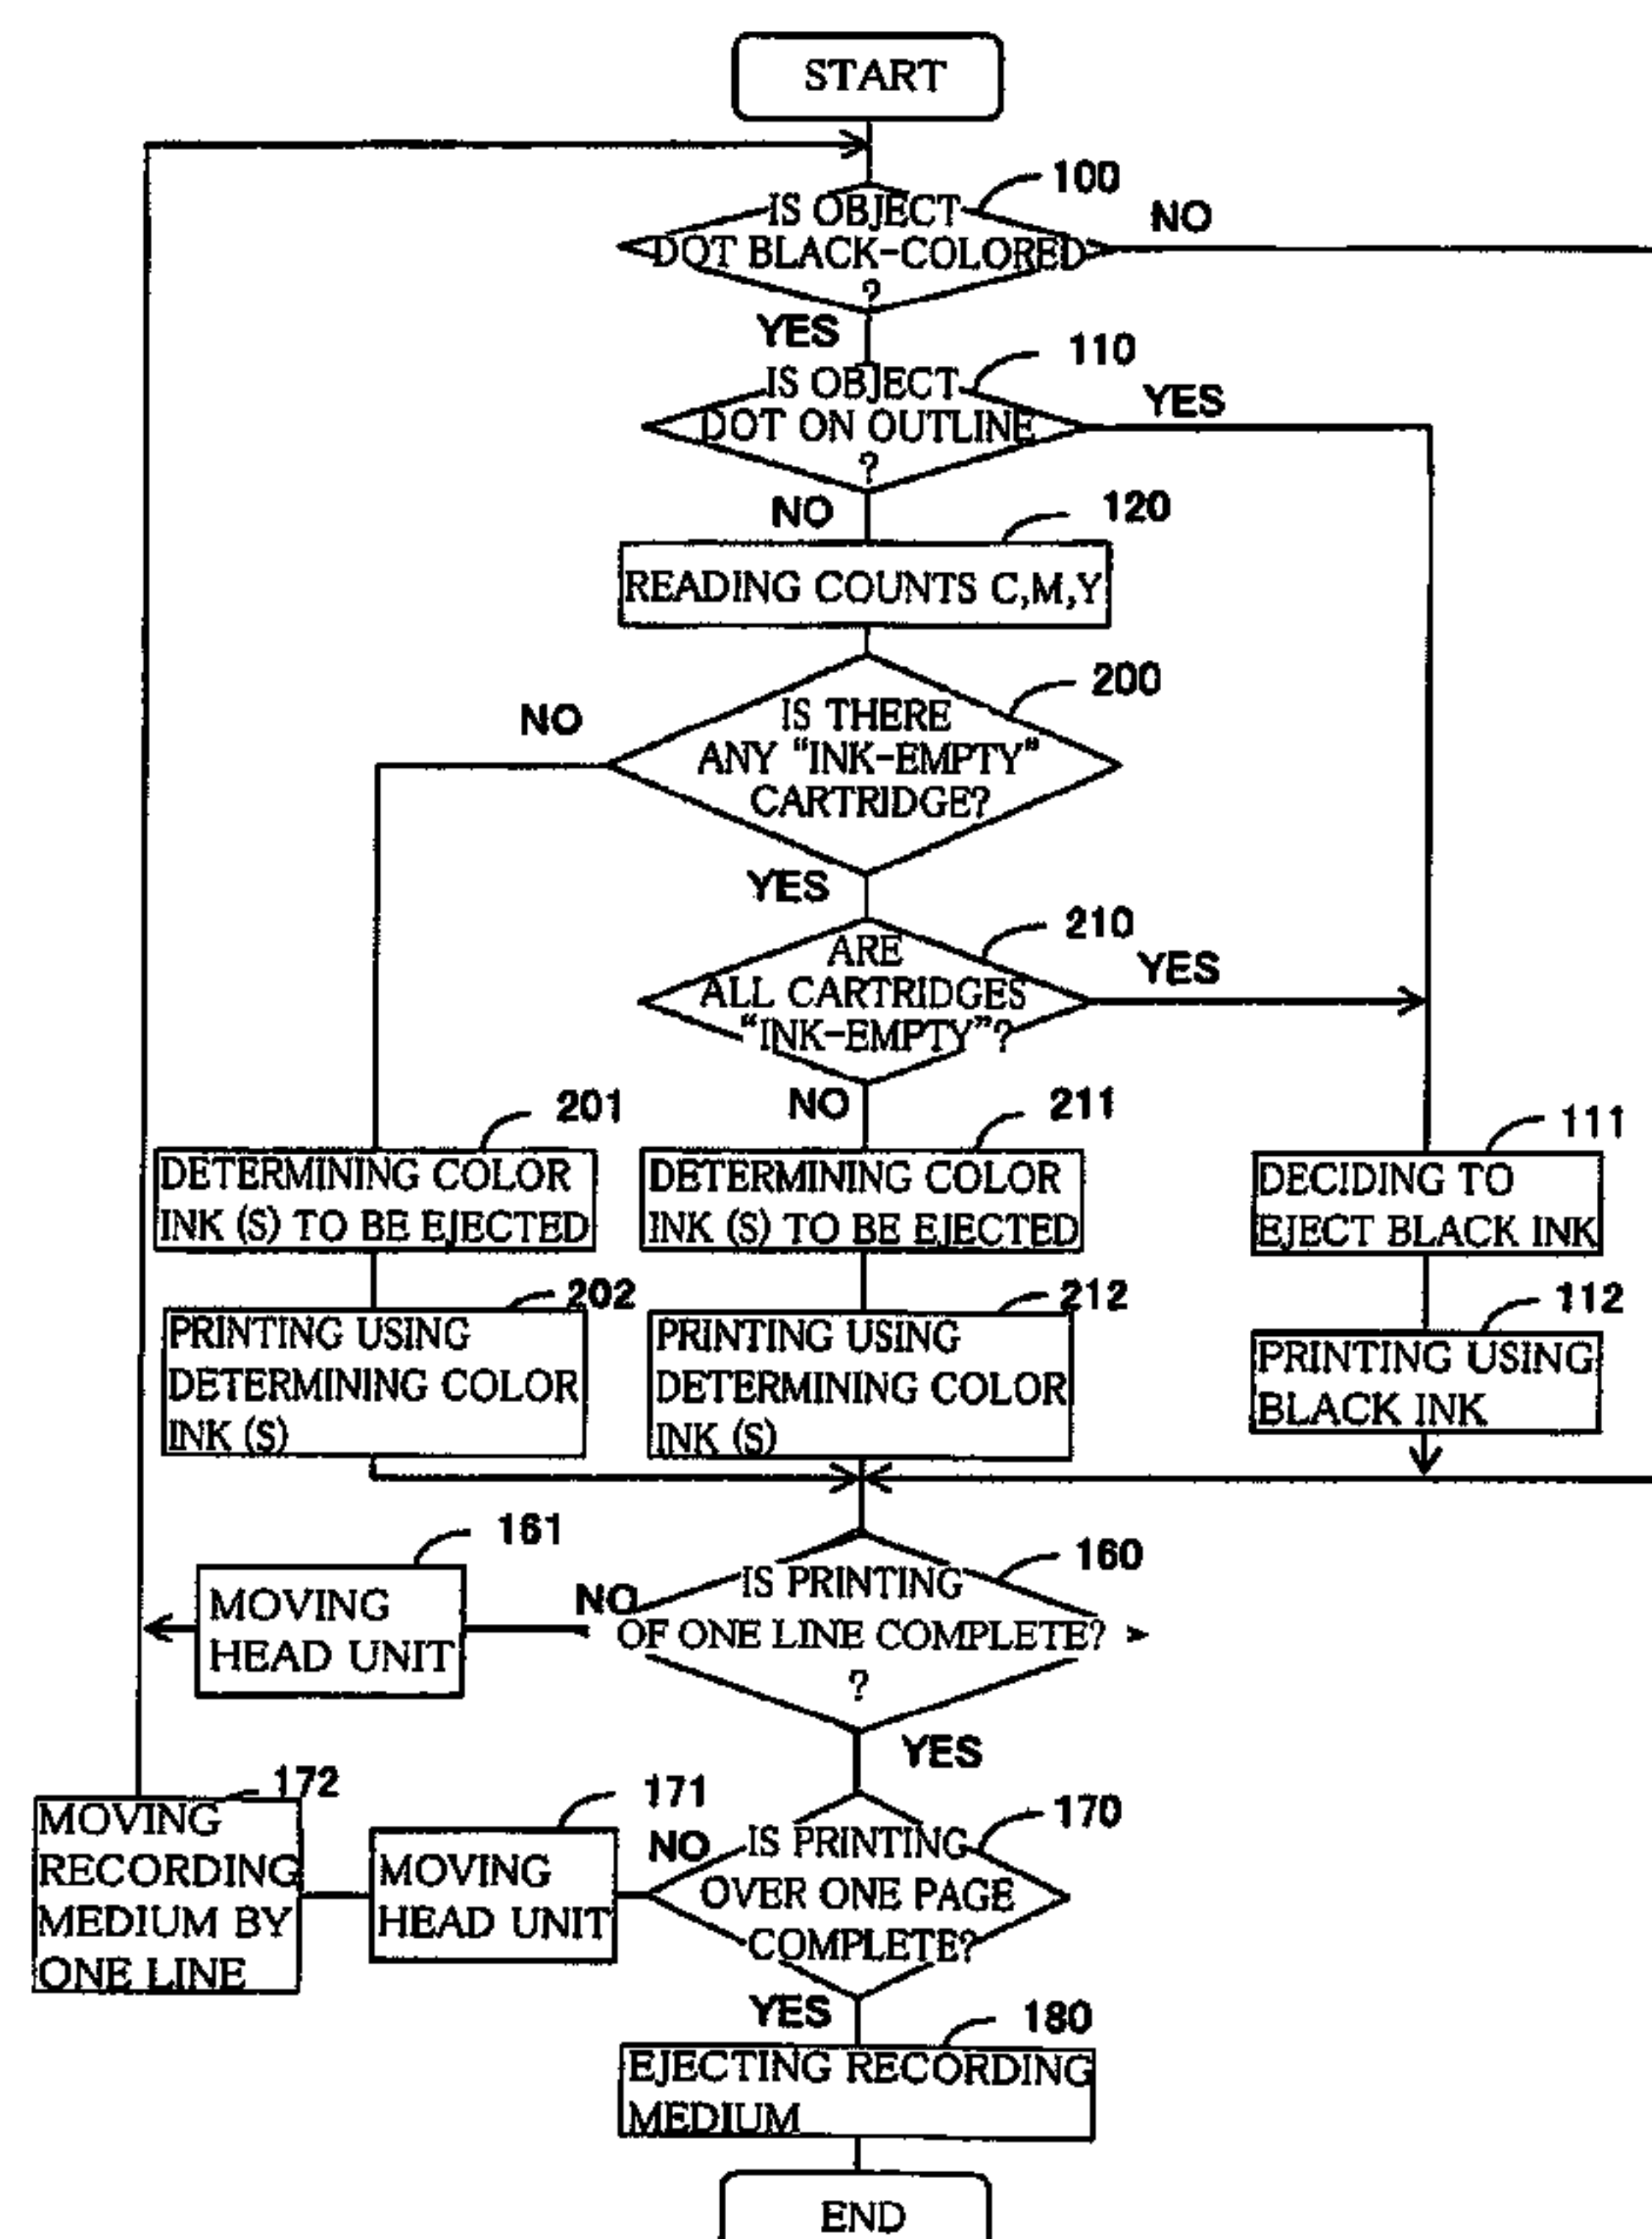 START
100
IS OBJECT
DOT BLACK-COLORED
?
NO
YES
110
IS OBJECT
DOT ON OUTLINE
?
YES
NO
120
READING COUNTS C,M,Y
200
IS THERE
ANY “INK-EMPTY”
CARTRIDGE?
NO
YES
210
ARE
ALL CARTRIDGES
“INK-EMPTY”?
YES
NO
201
DETERMINING COLOR
INK (S) TO BE EJECTED
211
DETERMINING COLOR
INK (S) TO BE EJECTED
111
DECIDING TO
EJECT BLACK INK
202
PRINTING USING
DETERMINING COLOR
INK (S)
212
PRINTING USING
DETERMINING COLOR
INK (S)
112
PRINTING USING
BLACK INK
161
MOVING
HEAD UNIT
NO
160
IS PRINTING
OF ONE LINE COMPLETE?
?
YES
172
MOVING
RECORDING
MEDIUM BY
ONE LINE
171
MOVING
HEAD UNIT
NO
170
IS PRINTING
OVER ONE PAGE
COMPLETE?
YES
180
EJECTING RECORDING
MEDIUM
END